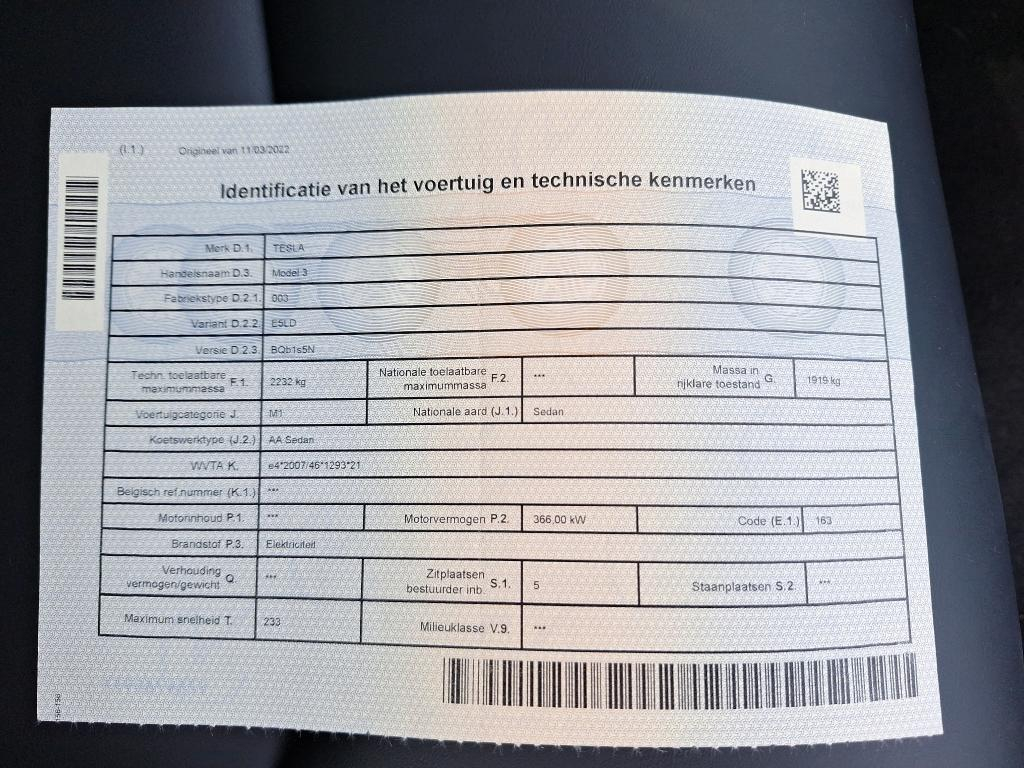 (I.1.) Origineel van 11/03/2022
Identificatie van het voertuig en technische kenmerken
Merk D.1. TESLA
Handelsnaam D.3. Model 3
Fabriekstype D.2.1. 003
Variant D.2.2. E5LD
Versie D.2.3. BQb1s5N
Techn. toelaatbare maximummassa F.1. 2232 kg Nationale toelaatbare maximummassa F.2. *** Massa in rijklare toestand G. 1919 kg
Voertuigcategorie J. M1 Nationale aard (J.1.) Sedan
Koetswerktype (J.2.) AA Sedan
WVTA K. e4*2007/46*1293*21
Belgisch ref.nummer (K.1.) ***
Motorinhoud P.1. *** Motorvermogen P.2. 366,00 kW Code (E.1.) 163
Brandstof P.3. Elektriciteit
Verhouding vermogen/gewicht Q. *** Zitplaatsen bestuurder inb. S.1. 5 Staanplaatsen S.2. ***
Maximum snelheid T. 233 Milieuklasse V.9. ***